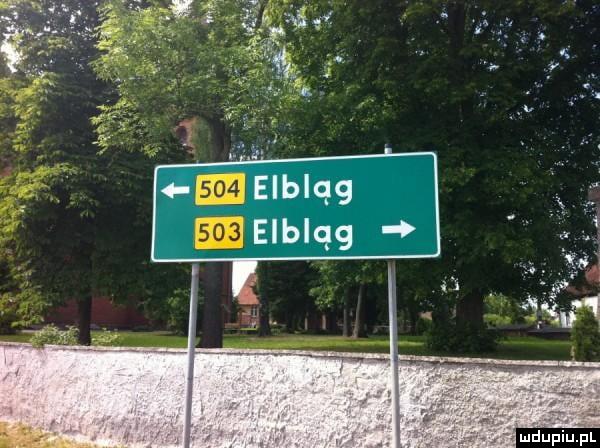 ← 504 Elbląg
503 Elbląg →
mdupiu.pl